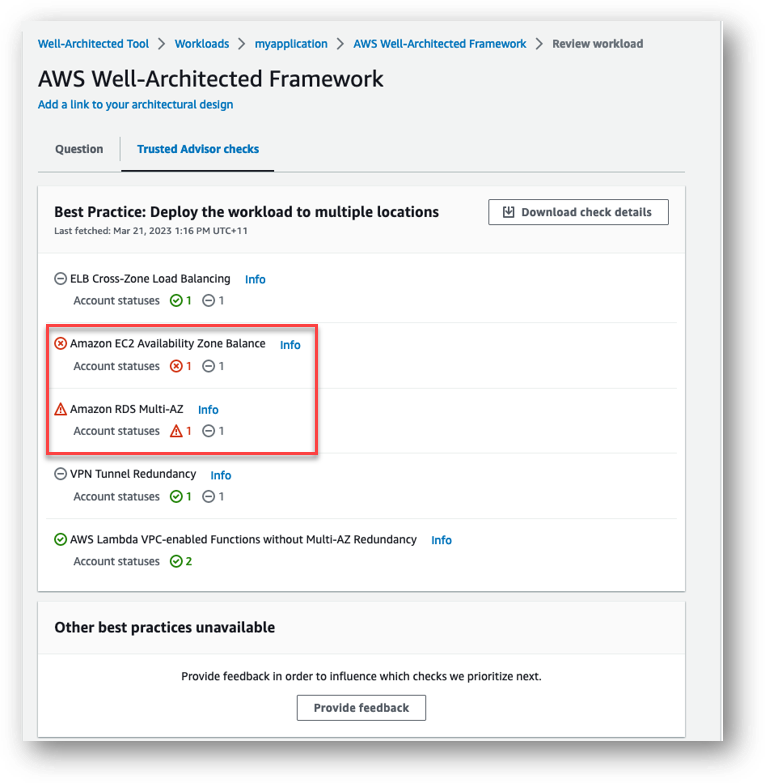 Well-Architected Tool > Workloads > myapplication > AWS Well-Architected Framework > Review workload
AWS Well-Architected Framework
Add a link to your architectural design
Question Trusted Advisor checks
Best Practice: Deploy the workload to multiple locations Download check details
Last fetched: Mar 21, 2023 1:16 PM UTC+11
ELB Cross-Zone Load Balancing Info
Account statuses 1 1
Amazon EC2 Availability Zone Balance Info
Account statuses 1 1
Amazon RDS Multi-AZ Info
Account statuses 1 1
VPN Tunnel Redundancy Info
Account statuses 1 1
AWS Lambda VPC-enabled Functions without Multi-AZ Redundancy Info
Account statuses 2
Other best practices unavailable
Provide feedback in order to influence which checks we prioritize next.
Provide feedback